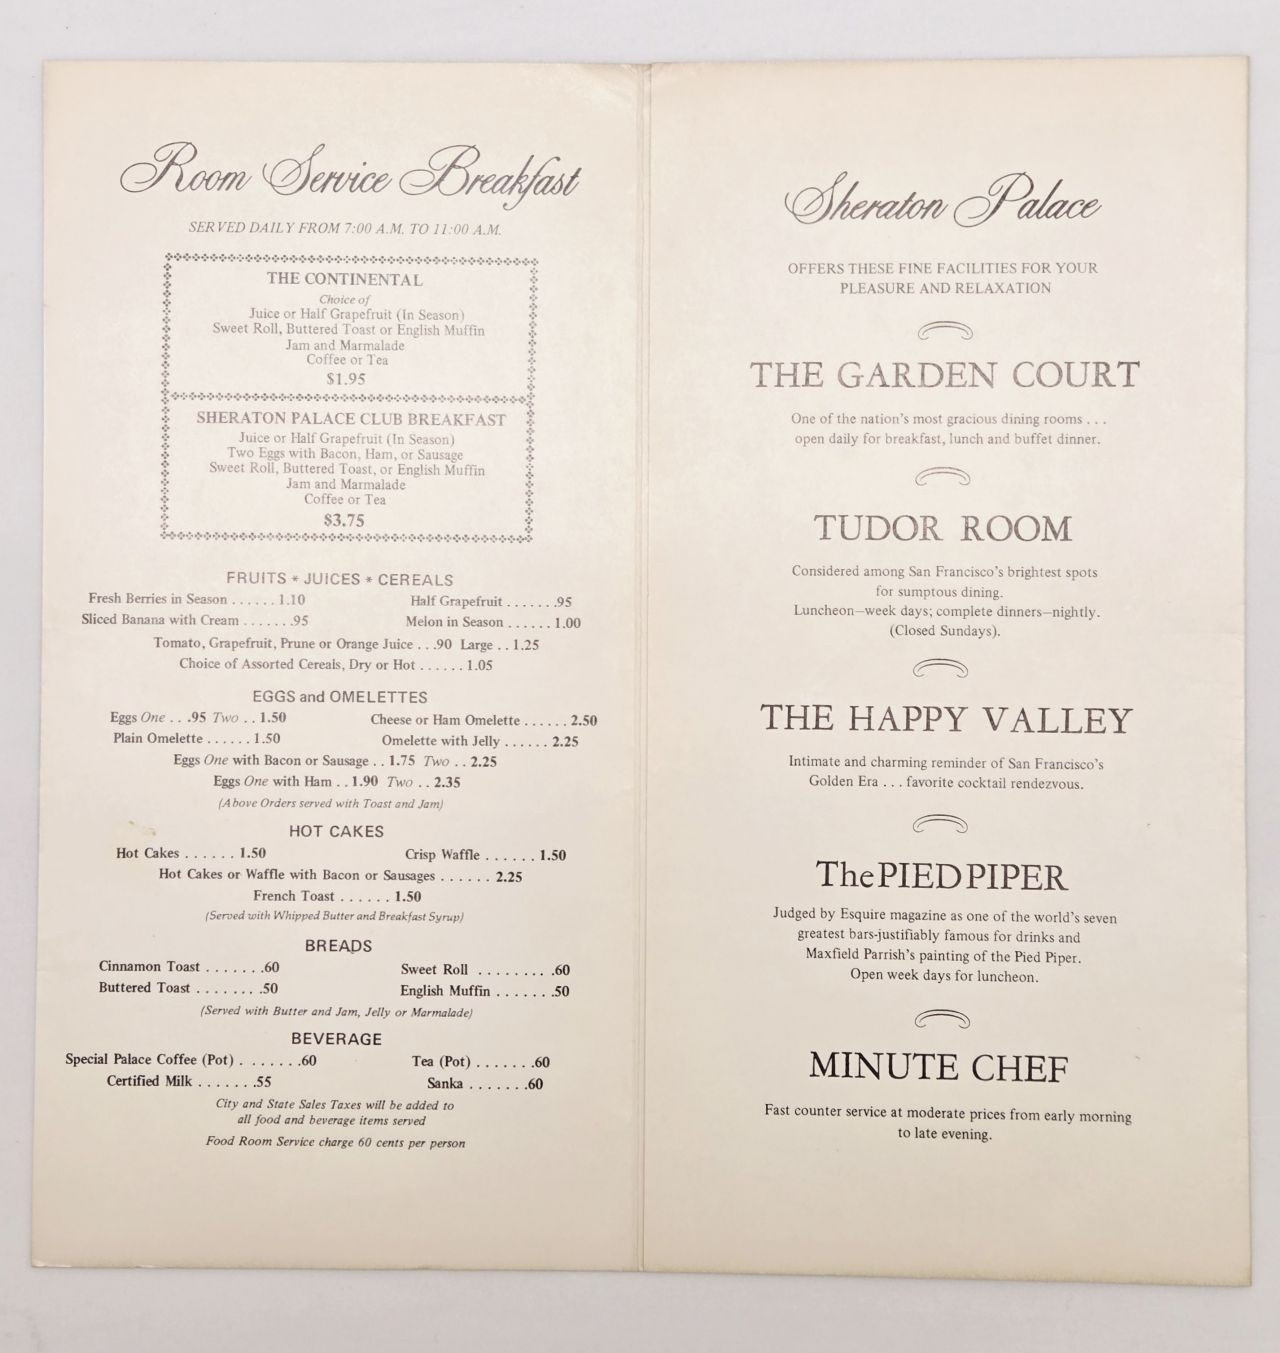 Room Service Breakfast
SERVED DAILY FROM 7:00 A.M. TO 11:00 A.M.
THE CONTINENTAL
Choice of
Juice or Half Grapefruit (In Season)
Sweet Roll, Buttered Toast or English Muffin
Jam and Marmalade
Coffee or Tea
$1.95
SHERATON PALACE CLUB BREAKFAST
Juice or Half Grapefruit (In Season)
Two Eggs with Bacon, Ham, or Sausage
Sweet Roll, Buttered Toast, or English Muffin
Jam and Marmalade
Coffee or Tea
$3.75
FRUITS * JUICES * CEREALS
Fresh Berries in Season . . . . . . 1.10 Half Grapefruit . . . . . . .95
Sliced Banana with Cream . . . . . . .95 Melon in Season . . . . . . 1.00
Tomato, Grapefruit, Prune or Orange Juice . . .90 Large . . 1.25
Choice of Assorted Cereals, Dry or Hot . . . . . . 1.05
EGGS and OMELETTES
Eggs One . . .95 Two . . 1.50 Cheese or Ham Omelette . . . . . . 2.50
Plain Omelette . . . . . . 1.50 Omelette with Jelly . . . . . . 2.25
Eggs One with Bacon or Sausage . . 1.75 Two . . 2.25
Eggs One with Ham . . 1.90 Two . . 2.35
(Above Orders served with Toast and Jam)
HOT CAKES
Hot Cakes . . . . . . 1.50 Crisp Waffle . . . . . . 1.50
Hot Cakes or Waffle with Bacon or Sausages . . . . . . 2.25
French Toast . . . . . . 1.50
(Served with Whipped Butter and Breakfast Syrup)
BREADS
Cinnamon Toast . . . . . . .60 Sweet Roll . . . . . . . . .60
Buttered Toast . . . . . . . .50 English Muffin . . . . . . .50
(Served with Butter and Jam, Jelly or Marmalade)
BEVERAGE
Special Palace Coffee (Pot) . . . . . . .60 Tea (Pot) . . . . . . .60
Certified Milk . . . . . . .55 Sanka . . . . . . .60
City and State Sales Taxes will be added to
all food and beverage items served
Food Room Service charge 60 cents per person
Sheraton Palace
OFFERS THESE FINE FACILITIES FOR YOUR
PLEASURE AND RELAXATION
THE GARDEN COURT
One of the nation's most gracious dining rooms . . .
open daily for breakfast, lunch and buffet dinner.
TUDOR ROOM
Considered among San Francisco's brightest spots
for sumptous dining.
Luncheon—week days; complete dinners—nightly.
(Closed Sundays).
THE HAPPY VALLEY
Intimate and charming reminder of San Francisco's
Golden Era . . . favorite cocktail rendezvous.
The PIED PIPER
Judged by Esquire magazine as one of the world's seven
greatest bars-justifiably famous for drinks and
Maxfield Parrish's painting of the Pied Piper.
Open week days for luncheon.
MINUTE CHEF
Fast counter service at moderate prices from early morning
to late evening.